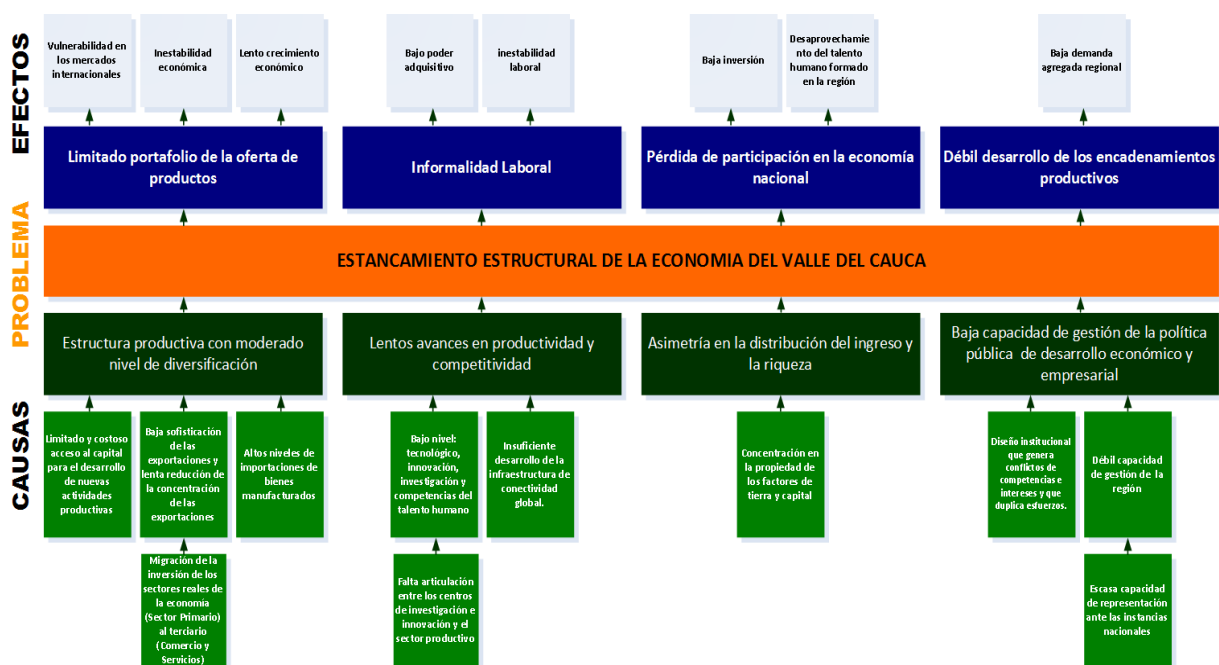 EFECTOS
Vulnerabilidad en
los mercados
internacionales
Inestabilidad
económica
Lento crecimiento
económico
Bajo poder
adquisitivo
inestabilidad
laboral
Baja inversión
Desaprovechamie
nto del talento
humano formado
en la región
Baja demanda
agregada regional
Limitado portafolio de la oferta de
productos
Informalidad Laboral
Pérdida de participación en la economía
nacional
Débil desarrollo de los encadenamientos
productivos
PROBLEMA
ESTANCAMIENTO ESTRUCTURAL DE LA ECONOMIA DEL VALLE DEL CAUCA
CAUSAS
Estructura productiva con moderado
nivel de diversificación
Lentos avances en productividad y
competitividad
Asimetría en la distribución del ingreso y
la riqueza
Baja capacidad de gestión de la política
pública de desarrollo económico y
empresarial
Limitado y costoso
acceso al capital
para el desarrollo
de nuevas
actividades
productivas
Baja sofisticación
de las
exportaciones y
lenta reducción de
la concentración
de las
exportaciones
Altos niveles de
importaciones de
bienes
manufacturados
Bajo nivel:
tecnológico,
innovación,
investigación y
competencias del
talento humano
Insuficiente
desarrollo de la
infraestructura de
conectividad
global.
Concentración en
la propiedad de
los factores de
tierra y capital
Diseño institucional
que genera
conflictos de
competencias e
intereses y que
duplica esfuerzos.
Débil capacidad
de gestión de la
región
Migración de la
inversión de los
sectores reales de
la economía
(Sector Primario)
al terciario
(Comercio y
Servicios)
Falta articulación
entre los centros
de investigación e
innovación y el
sector productivo
Escasa capacidad
de representación
ante las instancias
nacionales